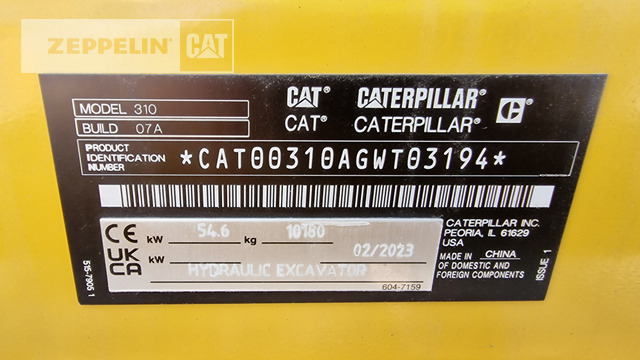 ZEPPELIN CAT
MODEL 310
BUILD 07A
CAT® CATERPILLAR® C®
CAT® CATERPILLAR®
PRODUCT IDENTIFICATION NUMBER *CAT00310AGWT03194*
CE UK CA
kW 54.6 kg 10180
kW 02/2023
HYDRAULIC EXCAVATOR
604-7159
CATERPILLAR INC.
PEORIA, IL 61629
USA
MADE IN CHINA
OF DOMESTIC AND
FOREIGN COMPONENTS
ISSUE 1
515-7905 1